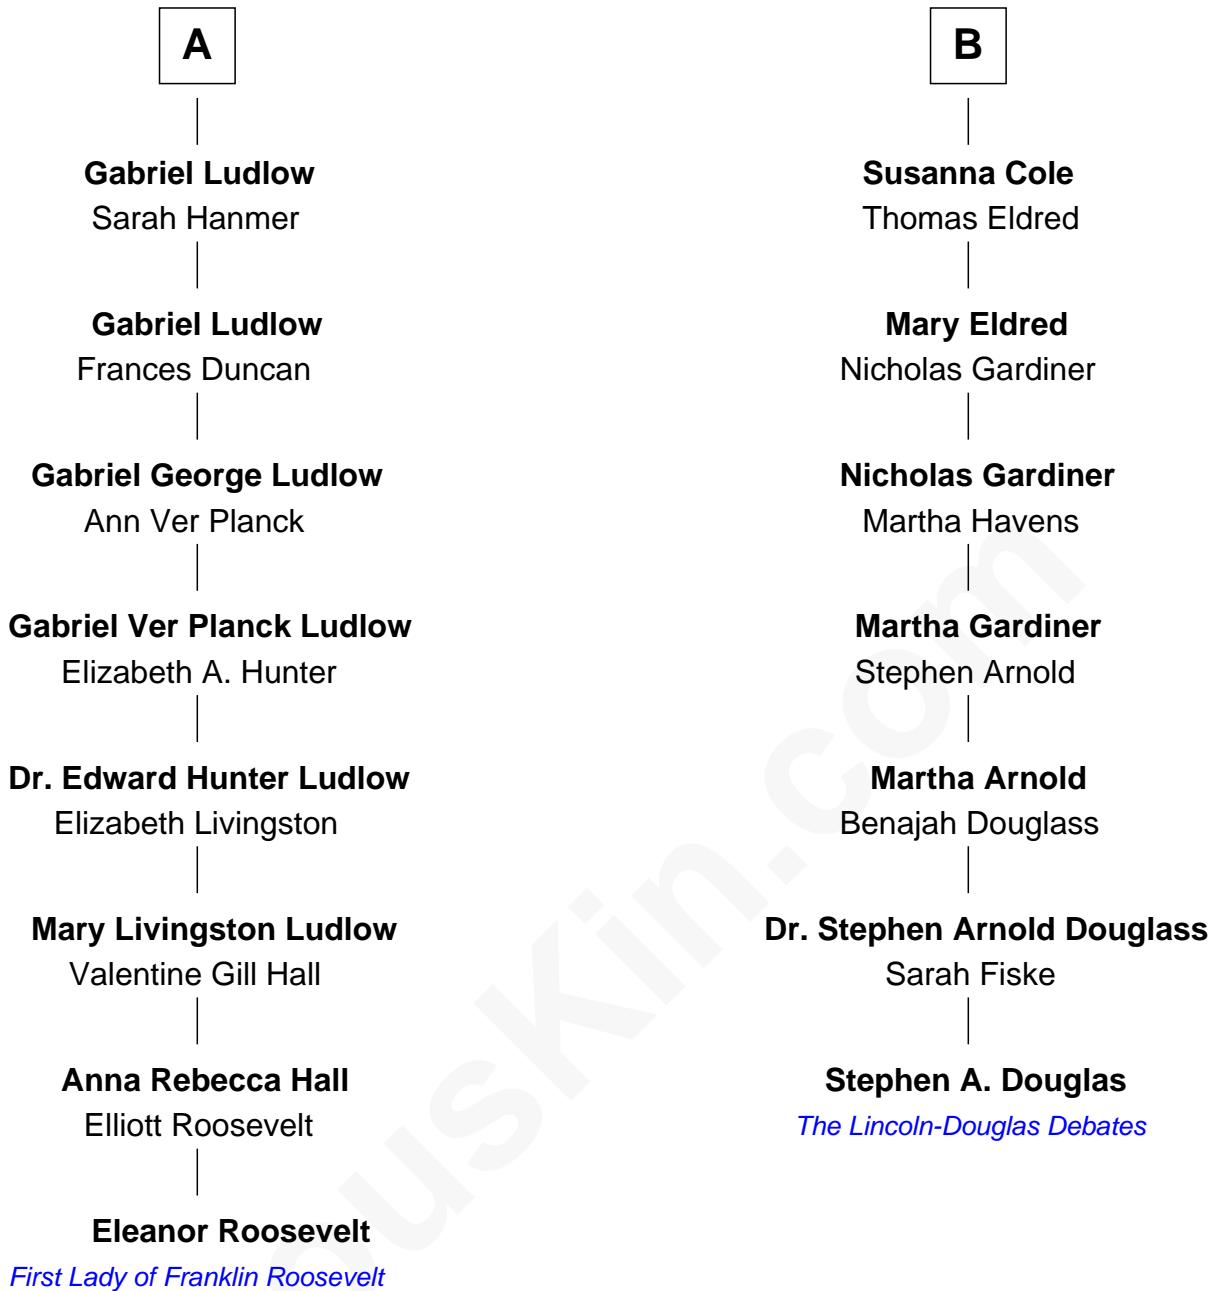 A
Gabriel Ludlow
Sarah Hanmer
Gabriel Ludlow
Frances Duncan
Gabriel George Ludlow
Ann Ver Planck
Gabriel Ver Planck Ludlow
Elizabeth A. Hunter
Dr. Edward Hunter Ludlow
Elizabeth Livingston
Mary Livingston Ludlow
Valentine Gill Hall
Anna Rebecca Hall
Elliott Roosevelt
Eleanor Roosevelt
First Lady of Franklin Roosevelt
B
Susanna Cole
Thomas Eldred
Mary Eldred
Nicholas Gardiner
Nicholas Gardiner
Martha Havens
Martha Gardiner
Stephen Arnold
Martha Arnold
Benajah Douglass
Dr. Stephen Arnold Douglass
Sarah Fiske
Stephen A. Douglas
The Lincoln-Douglas Debates
ousKin.com